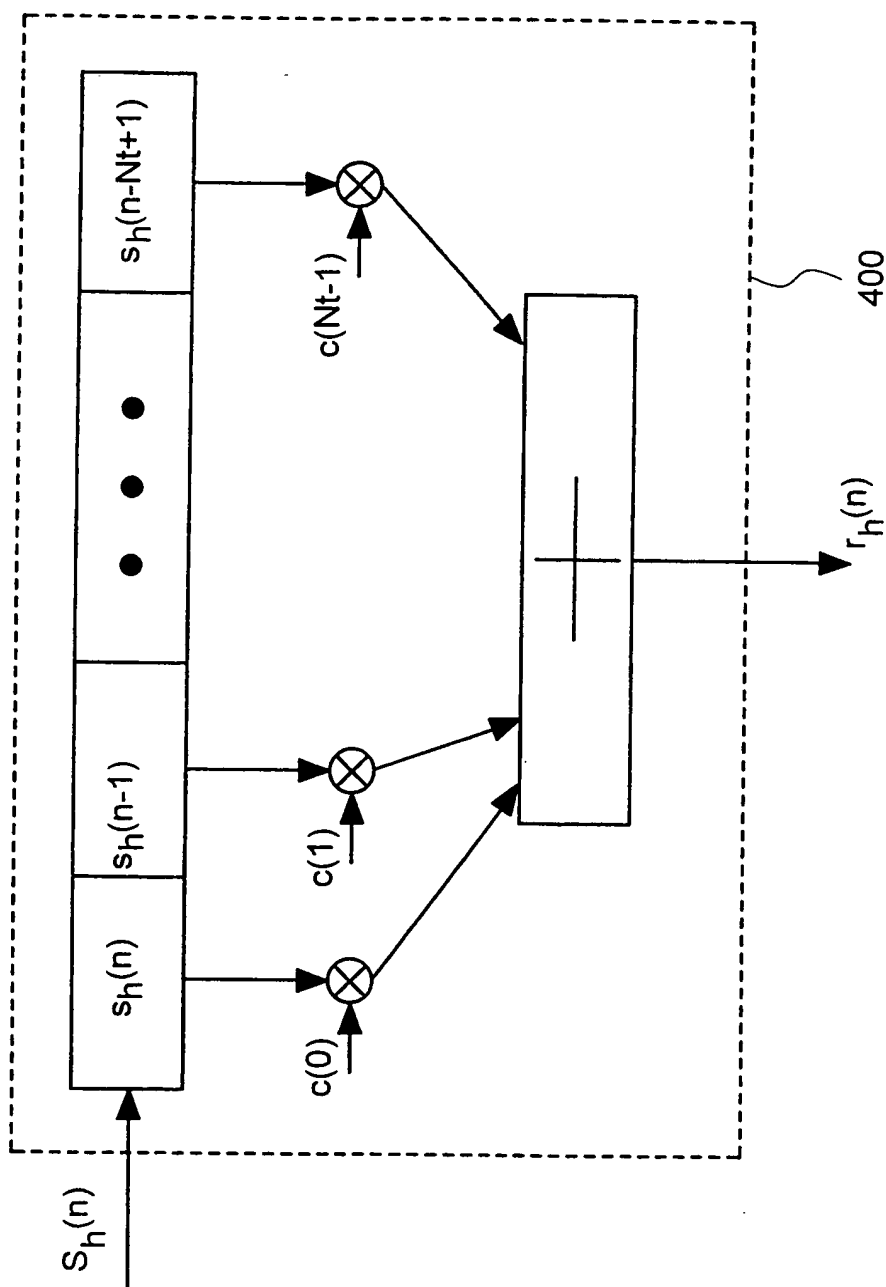 S_h(n)
s_h(n)
s_h(n-1)
s_h(n-Nt+1)
c(0)
c(1)
c(Nt-1)
r_h(n)
400